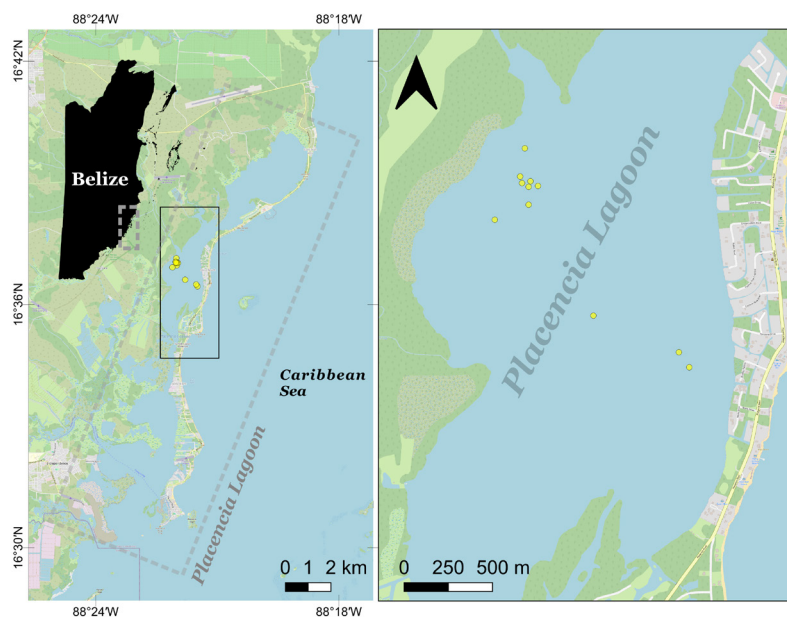 88°24'W
88°18'W
16°42'N
Belize
Placencia Lagoon
16°36'N
Caribbean
Sea
Placencia Lagoon
16°30'N
0 1 2 km
0 250 500 m
88°24'W
88°18'W